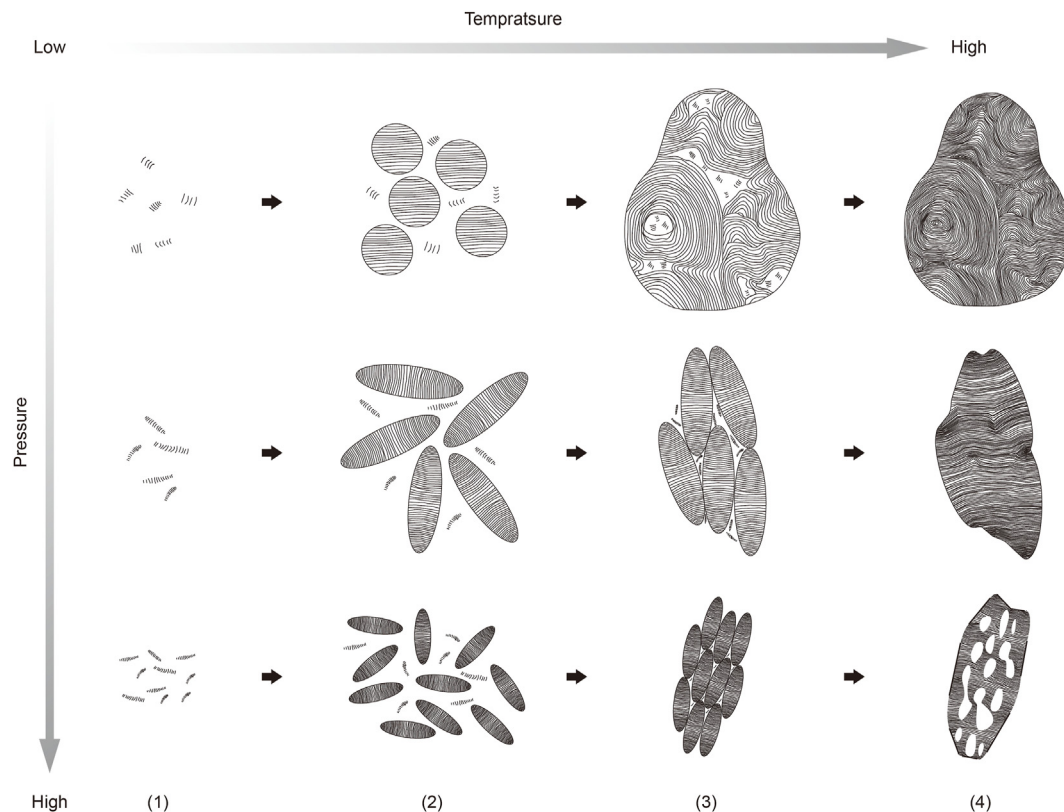 Tempratsure
Low
High
Pressure
High
(1)
(2)
(3)
(4)